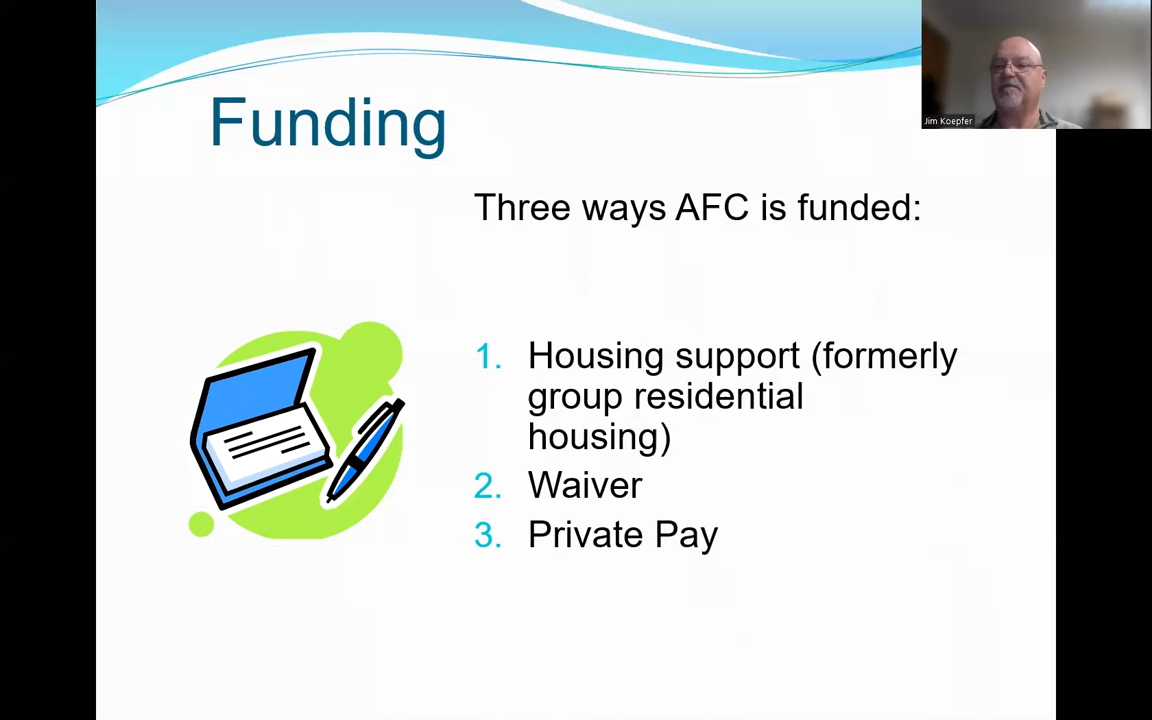 Funding
Jim Koepfer
Three ways AFC is funded:
1. Housing support (formerly
group residential
housing)
2. Waiver
3. Private Pay